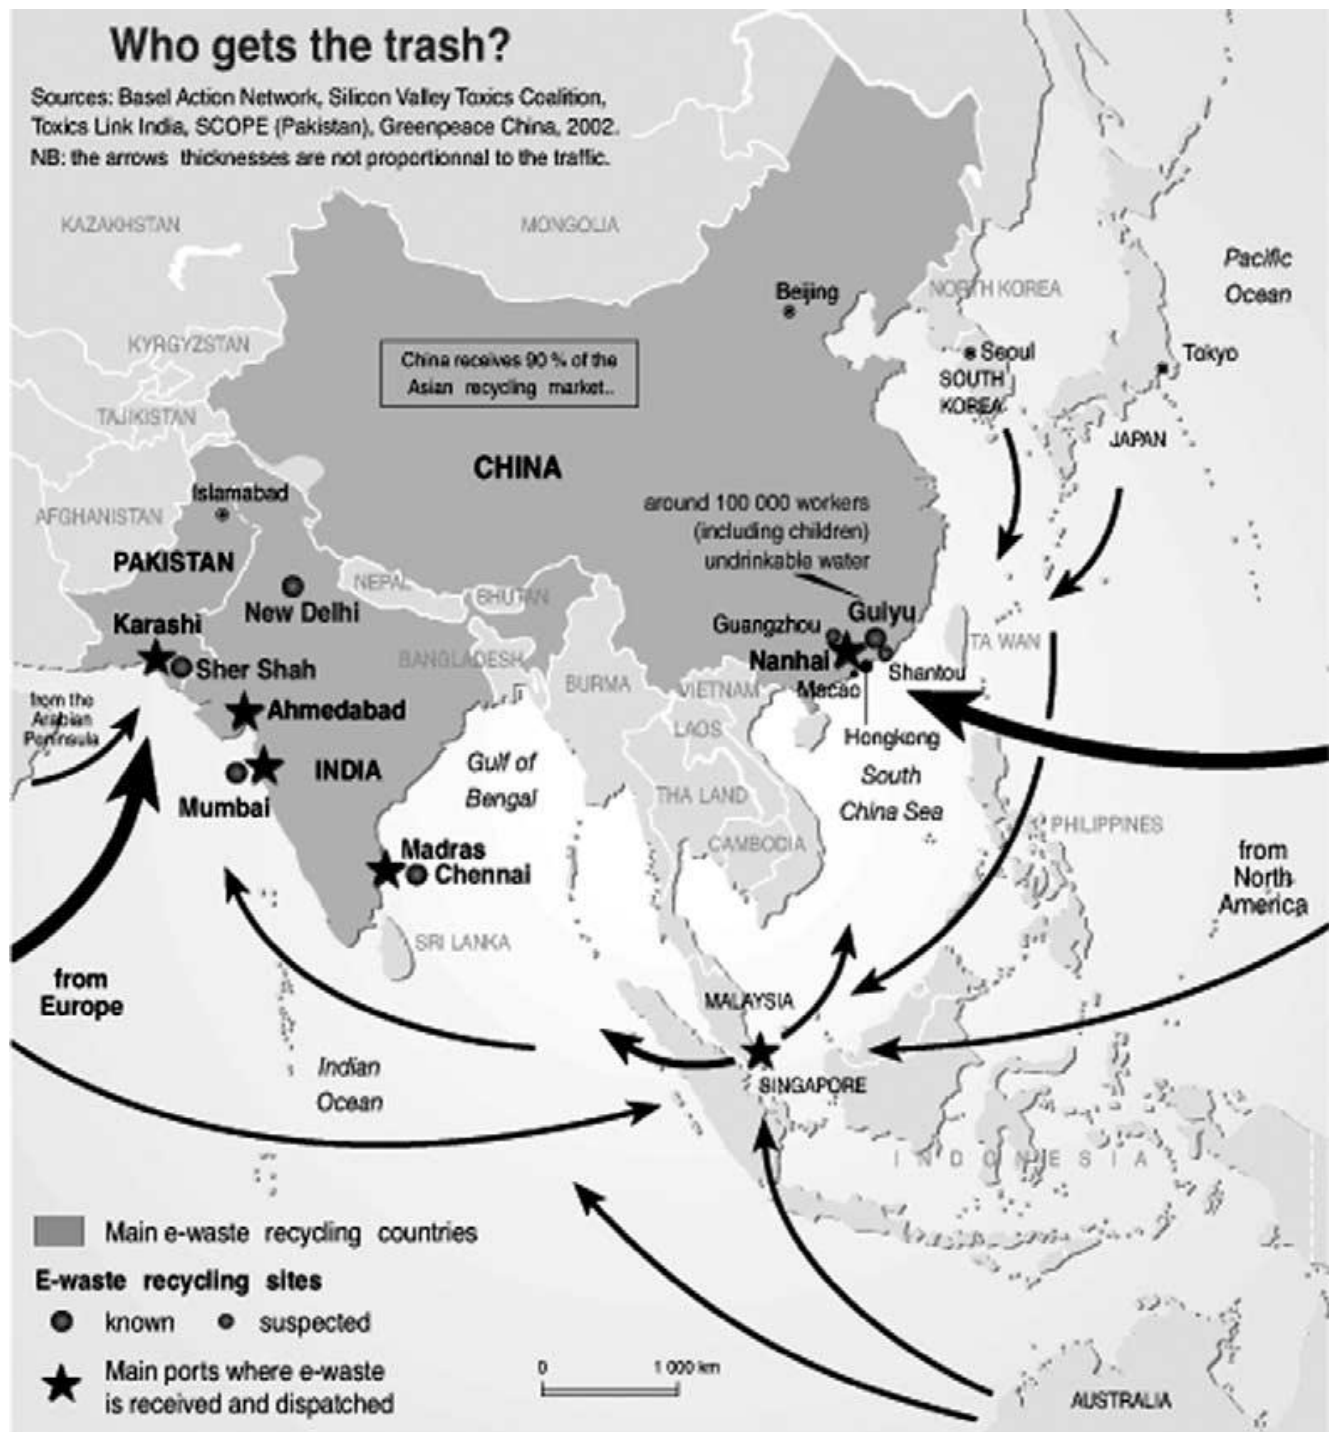 Who gets the trash?
Sources: Basel Action Network, Silicon Valley Toxics Coalition,
Toxics Link India, SCOPE (Pakistan), Greenpeace China, 2002.
NB: the arrows thicknesses are not proportionnal to the traffic.
KAZAKHSTAN
MONGOLIA
Pacific
Ocean
Beijing
NORTH KOREA
KYRGYZSTAN
China receives 90 % of the
Asian recycling market..
Seoul
Tokyo
SOUTH
KOREA
TAJIKISTAN
JAPAN
CHINA
Islamabad
around 100 000 workers
(including children)
undrinkable water
AFGHANISTAN
PAKISTAN
NEPAL
BHUTAN
New Delhi
Karashi
Guangzhou
Guiyu
TA WAN
Sher Shah
BANGLADESH
Nanhai
Shantou
BURMA
VIETNAM
Macao
from the
Arabian
Peninsula
Ahmedabad
LAOS
Hongkong
INDIA
Gulf of
Bengal
South
China Sea
Mumbai
THA LAND
PHILIPPINES
CAMBODIA
Madras
Chennai
from
North
America
SRI LANKA
from
Europe
MALAYSIA
Indian
Ocean
SINGAPORE
INDONESIA
Main e-waste recycling countries
E-waste recycling sites
known
suspected
Main ports where e-waste
is received and dispatched
0 1 000 km
AUSTRALIA